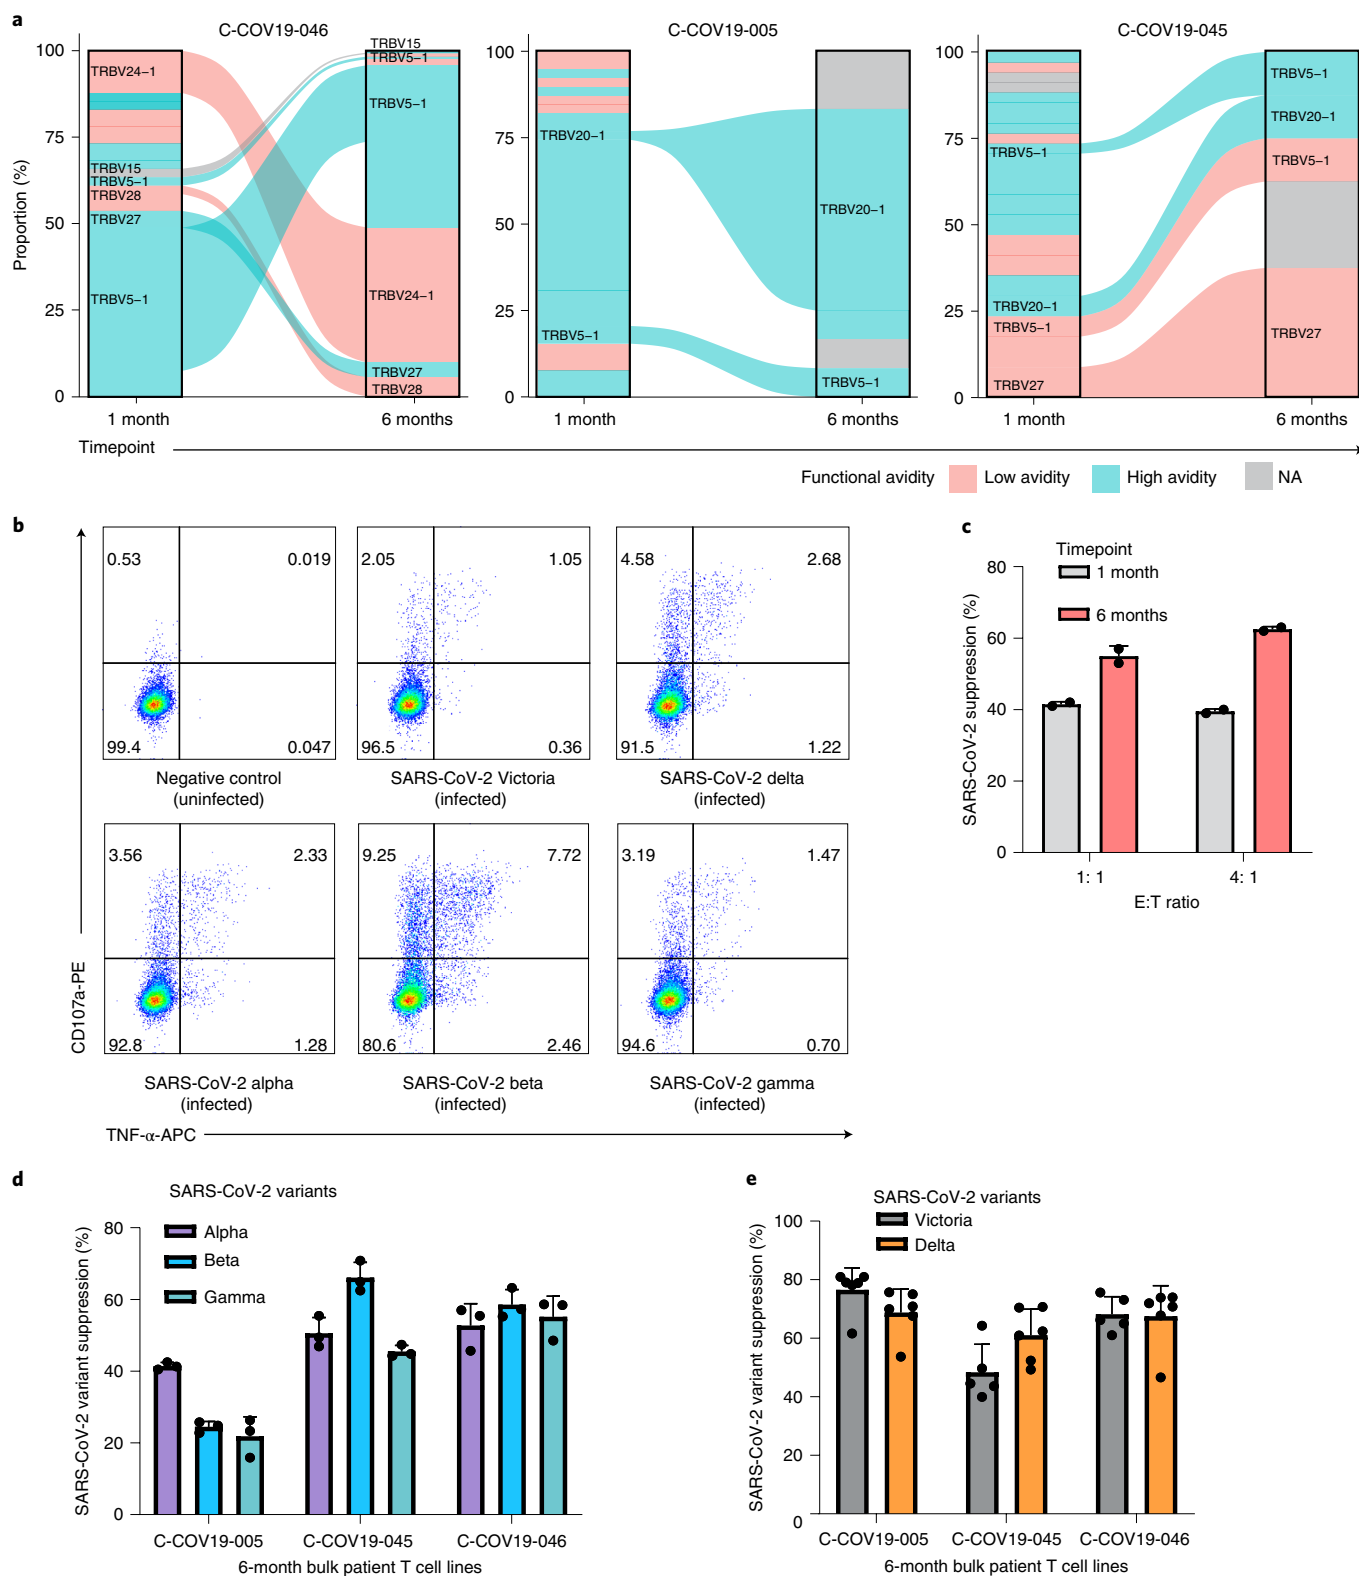 a
C-COV19-046
C-COV19-005
C-COV19-045
Proportion (%)
100
75
50
25
0
TRBV24-1
TRBV15
TRBV5-1
TRBV28
TRBV27
TRBV5-1
TRBV15
TRBV5-1
TRBV5-1
TRBV24-1
TRBV27
TRBV28
1 month
6 months
100
75
50
25
0
TRBV20-1
TRBV5-1
TRBV20-1
TRBV5-1
1 month
6 months
100
75
50
25
0
TRBV5-1
TRBV20-1
TRBV5-1
TRBV27
TRBV5-1
TRBV20-1
TRBV5-1
TRBV27
1 month
6 months
Timepoint
Functional avidity
Low avidity
High avidity
NA
b
CD107a-PE
0.53
0.019
99.4
0.047
Negative control
(uninfected)
2.05
1.05
96.5
0.36
SARS-CoV-2 Victoria
(infected)
4.58
2.68
91.5
1.22
SARS-CoV-2 delta
(infected)
3.56
2.33
92.8
1.28
SARS-CoV-2 alpha
(infected)
9.25
7.72
80.6
2.46
SARS-CoV-2 beta
(infected)
3.19
1.47
94.6
0.70
SARS-CoV-2 gamma
(infected)
TNF-α-APC
c
Timepoint
1 month
6 months
SARS-CoV-2 suppression (%)
80
60
40
20
0
1: 1
4: 1
E:T ratio
d
SARS-CoV-2 variants
Alpha
Beta
Gamma
SARS-CoV-2 variant suppression (%)
80
60
40
20
0
C-COV19-005
C-COV19-045
C-COV19-046
6-month bulk patient T cell lines
e
SARS-CoV-2 variants
Victoria
Delta
SARS-CoV-2 variant suppression (%)
100
80
60
40
20
0
C-COV19-005
C-COV19-045
C-COV19-046
6-month bulk patient T cell lines